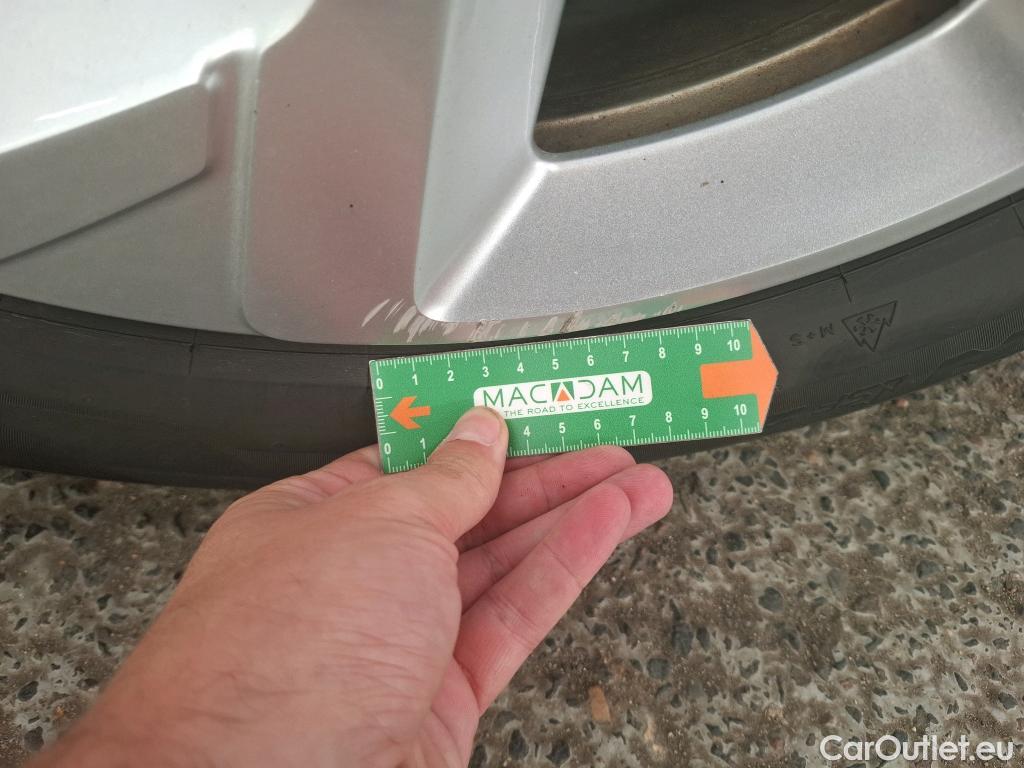 M+S
0 1 2 3 4 5 6 7 8 9 10
MACADAM
THE ROAD TO EXCELLENCE
0 1 4 5 6 7 8 9 10
CarOutlet.eu